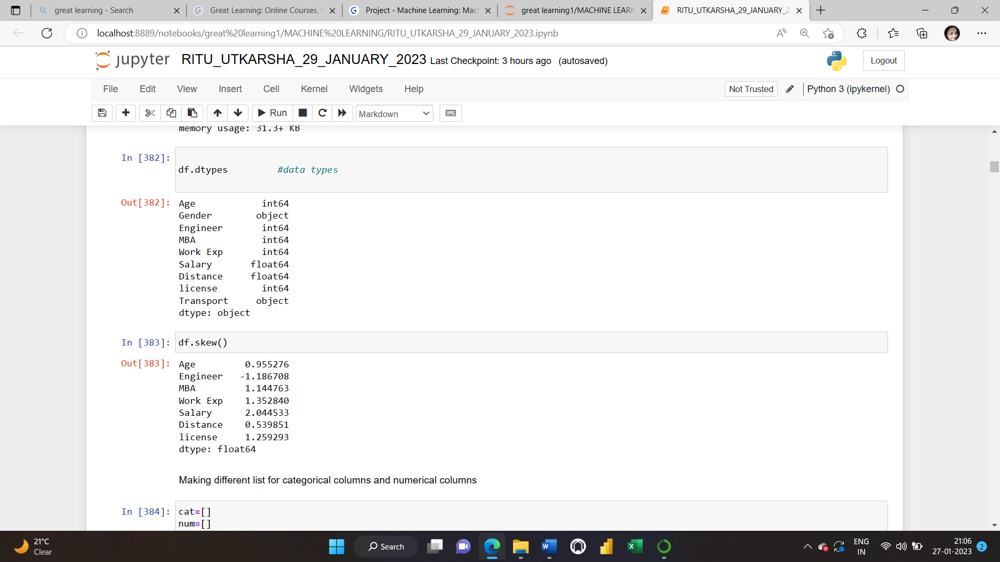 great learning - Search
Great Learning: Online Courses,
Project - Machine Learning: Mac
great learning1/MACHINE LEARN
RITU_UTKARSHA_29_JANUARY_2
localhost:8889/notebooks/great%20learning1/MACHINE%20LEARNING/RITU_UTKARSHA_29_JANUARY_2023.ipynb
jupyter RITU_UTKARSHA_29_JANUARY_2023 Last Checkpoint: 3 hours ago (autosaved)
Logout
File Edit View Insert Cell Kernel Widgets Help
Not Trusted Python 3 (ipykernel)
Run Markdown
memory usage: 31.3+ KB
In [382]:
df.dtypes #data types
Out[382]: Age int64
Gender object
Engineer int64
MBA int64
Work Exp int64
Salary float64
Distance float64
license int64
Transport object
dtype: object
In [383]: df.skew()
Out[383]: Age 0.955276
Engineer -1.186708
MBA 1.144763
Work Exp 1.352840
Salary 2.044533
Distance 0.539851
license 1.259293
dtype: float64
Making different list for categorical columns and numerical columns
In [384]: cat=[]
num=[]
21°C
Clear
Search
ENG
IN
21:06
27-01-2023
2